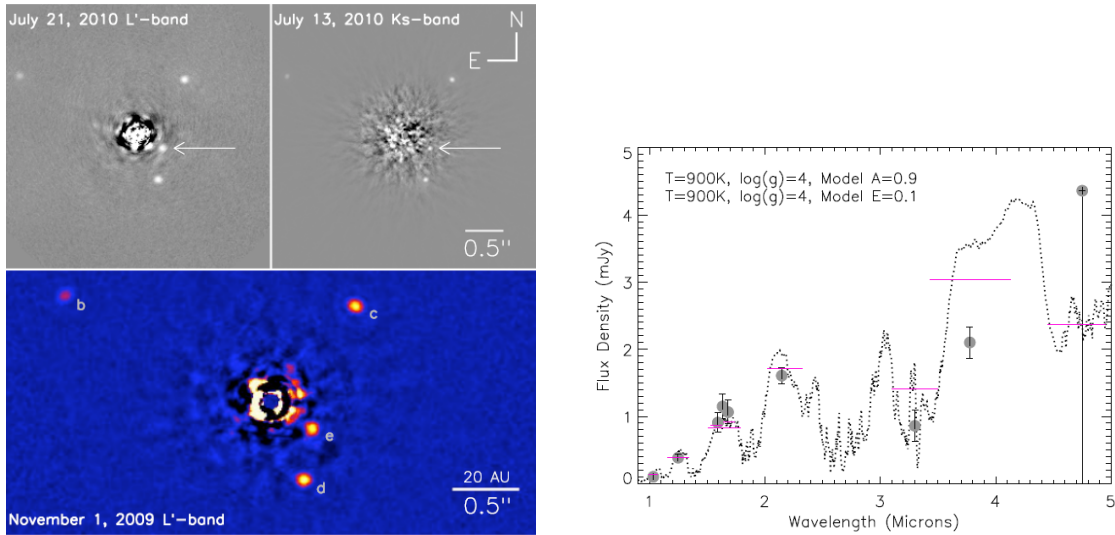 July 21, 2010 L'-band
July 13, 2010 Ks-band
N
E
0.5"
b
c
e
d
20 AU
0.5"
November 1, 2009 L'-band
T=900K, log(g)=4, Model A=0.9
T=900K, log(g)=4, Model E=0.1
Flux Density (mJy)
5
4
3
2
1
0
1 2 3 4 5
Wavelength (Microns)